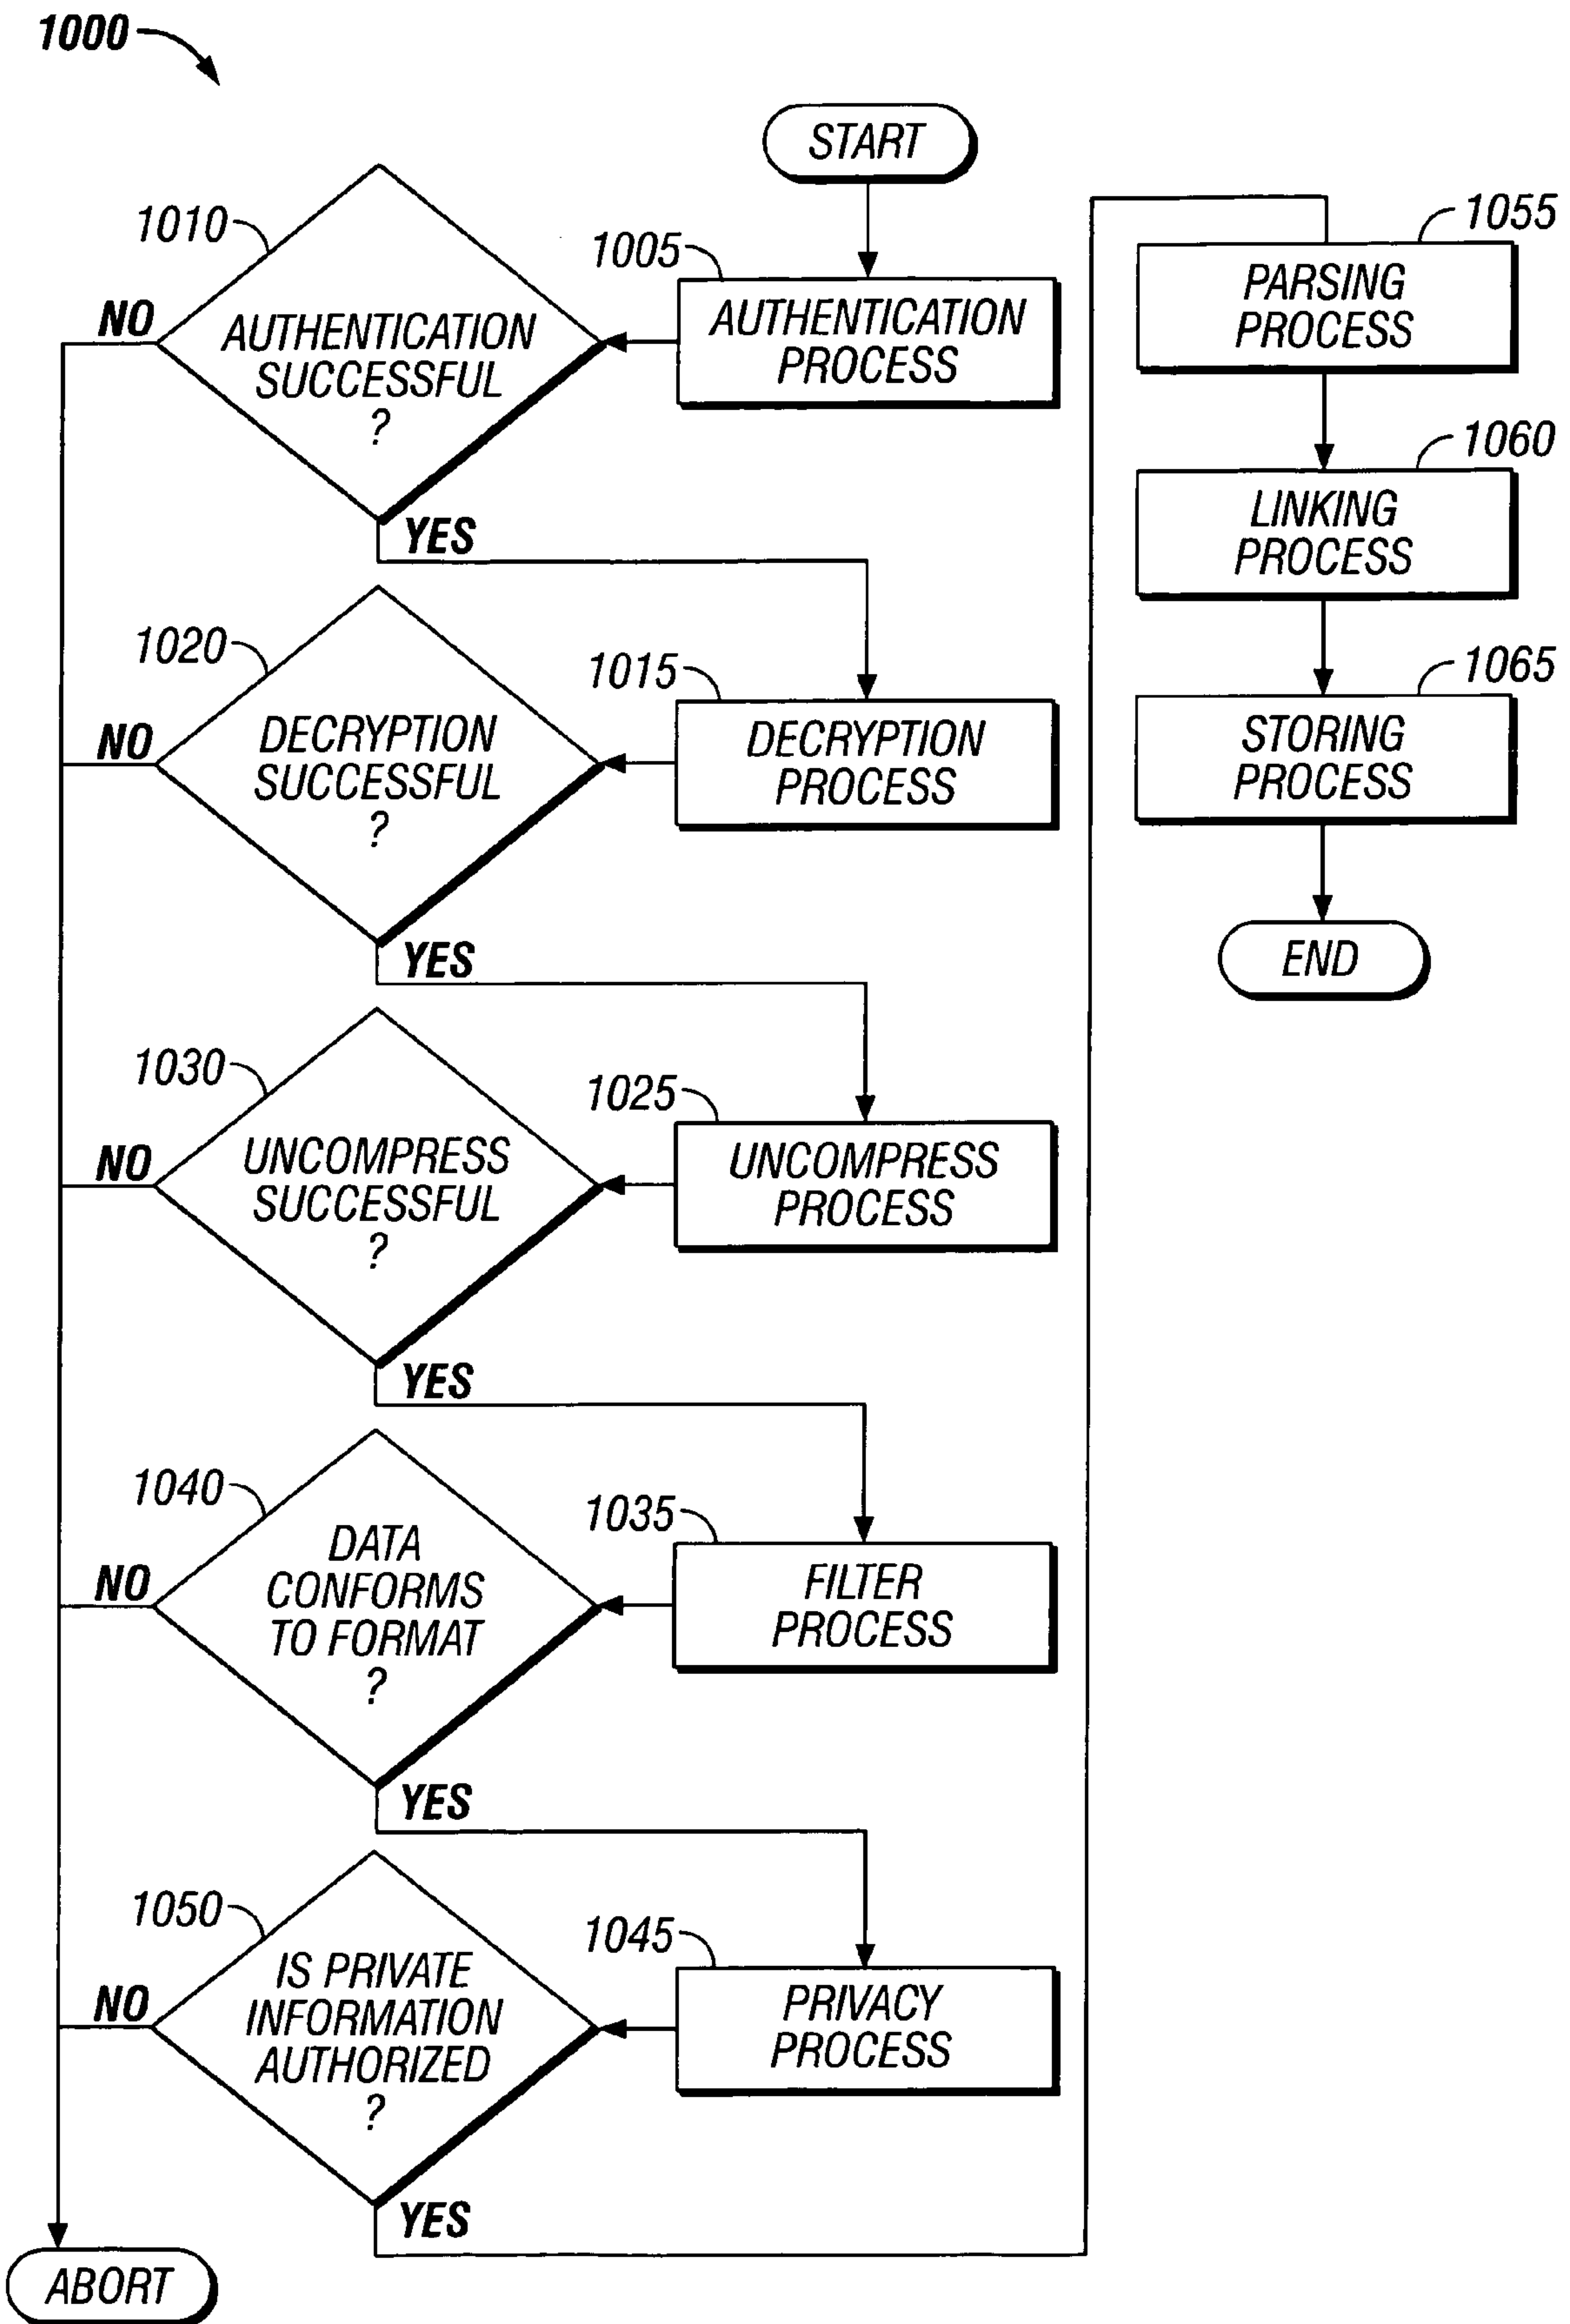 1000
START
1010
1005
AUTHENTICATION
PROCESS
NO
AUTHENTICATION
SUCCESSFUL
?
YES
1020
1015
DECRYPTION
PROCESS
NO
DECRYPTION
SUCCESSFUL
?
YES
1030
1025
UNCOMPRESS
PROCESS
NO
UNCOMPRESS
SUCCESSFUL
?
YES
1040
1035
FILTER
PROCESS
NO
DATA
CONFORMS
TO FORMAT
?
YES
1050
1045
PRIVACY
PROCESS
NO
IS PRIVATE
INFORMATION
AUTHORIZED
?
YES
ABORT
1055
PARSING
PROCESS
1060
LINKING
PROCESS
1065
STORING
PROCESS
END